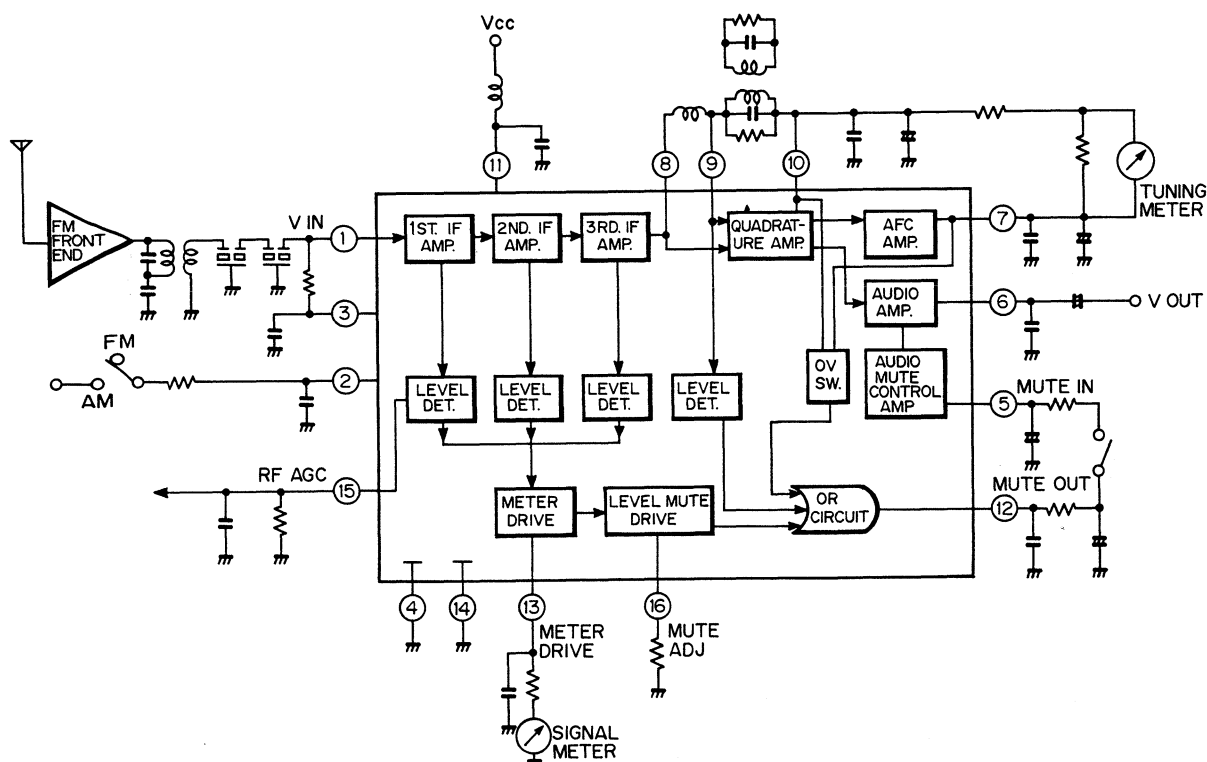 Vcc
11
8
9
10
FM
FRONT
END
V IN
1
1ST. IF
AMP.
2ND. IF
AMP.
3RD. IF
AMP.
QUADRAT-
URE AMP.
AFC
AMP.
7
TUNING
METER
3
AUDIO
AMP.
6
V OUT
FM
AM
2
LEVEL
DET.
LEVEL
DET.
LEVEL
DET.
LEVEL
DET.
OV
SW.
AUDIO
MUTE
CONTROL
AMP
5
MUTE IN
RF AGC
15
METER
DRIVE
LEVEL MUTE
DRIVE
OR
CIRCUIT
MUTE OUT
12
4
14
13
16
METER
DRIVE
MUTE
ADJ
SIGNAL
METER